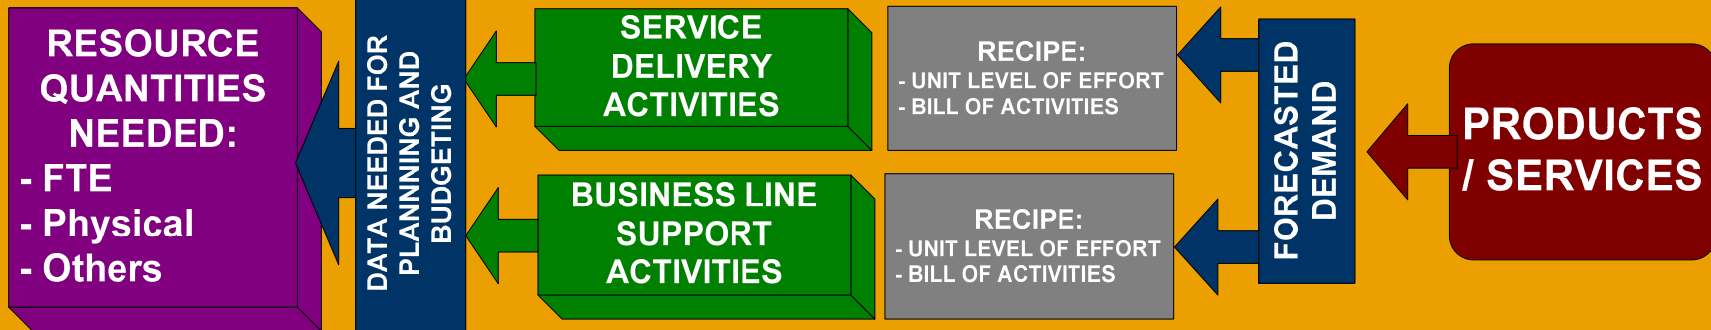 RESOURCE
QUANTITIES
NEEDED:
- FTE
- Physical
- Others
DATA NEEDED FOR
PLANNNING AND
BUDGETING
SERVICE
DELIVERY
ACTIVITIES
BUSINESS LINE
SUPPORT
ACTIVITIES
RECIPE:
- UNIT LEVEL OF EFFORT
- BILL OF ACTIVITIES
RECIPE:
- UNIT LEVEL OF EFFORT
- BILL OF ACTIVITIES
FORECASTED
DEMAND
PRODUCTS
/ SERVICES